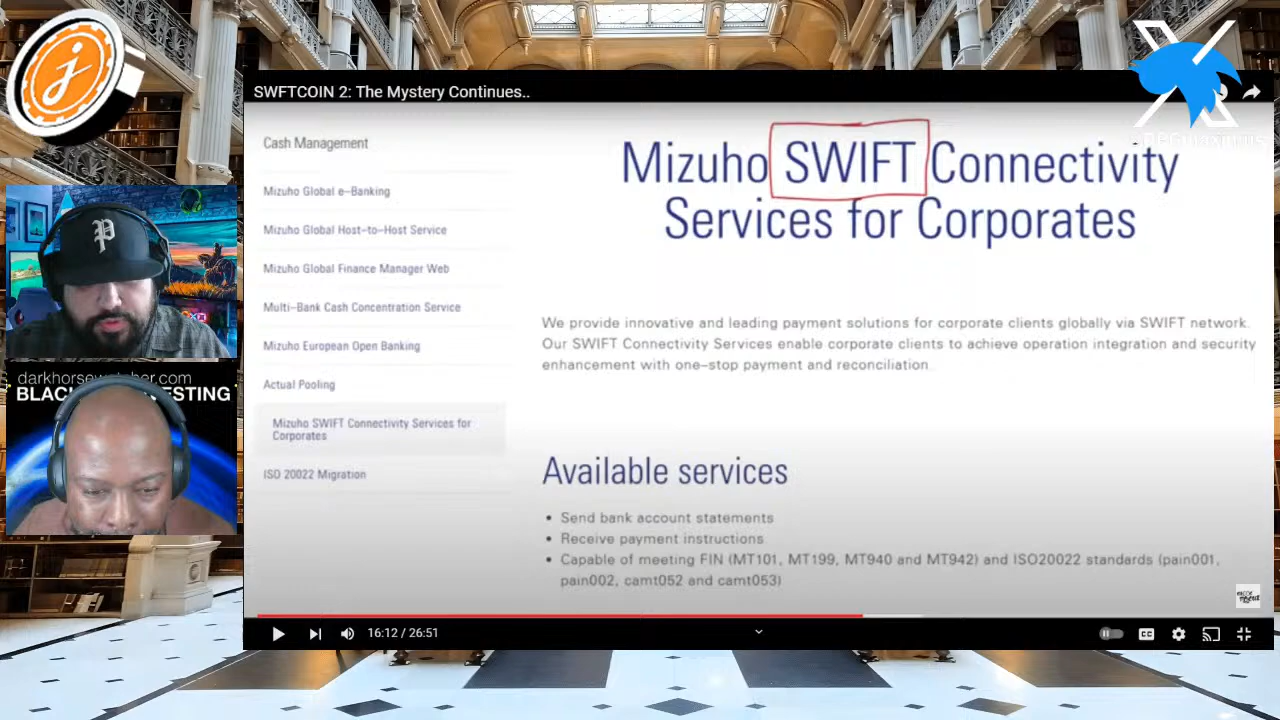 SWFTCOIN 2: The Mystery Continues..
Cash Management
Mizuho Global e-Banking
Mizuho Global Host-to-Host Service
Mizuho Global Finance Manager Web
Multi-Bank Cash Concentration Service
Mizuho European Open Banking
Actual Pooling
Mizuho SWIFT Connectivity Services for
Corporates
ISO 20022 Migration
Mizuho SWIFT Connectivity
Services for Corporates
We provide innovative and leading payment solutions for corporate clients globally via SWIFT network.
Our SWIFT Connectivity Services enable corporate clients to achieve operation integration and security
enhancement with one-stop payment and reconciliation.
Available services
• Send bank account statements
• Receive payment instructions
• Capable of meeting FIN (MT101, MT199, MT940 and MT942) and ISO20022 standards (pain001,
pain002, camt052 and camt053)
16:12 / 26:51
CC
j
P
darkhorsewatcher.com
BLACK
ESTING